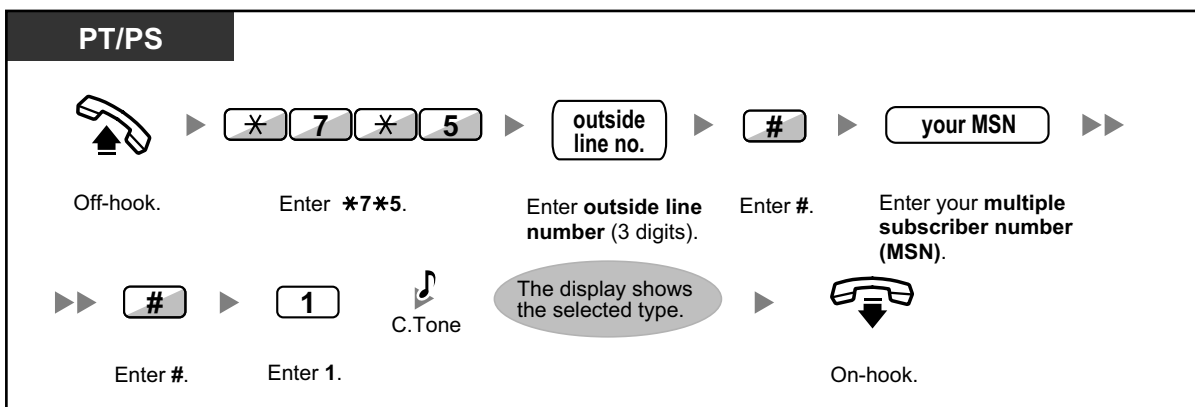 PT/PS
✳ 7 ✳ 5
outside
line no.
#
your MSN
Off-hook.
Enter ✳7✳5.
Enter outside line
number (3 digits).
Enter #.
Enter your multiple
subscriber number
(MSN).
#
1
C.Tone
The display shows
the selected type.
Enter #.
Enter 1.
On-hook.